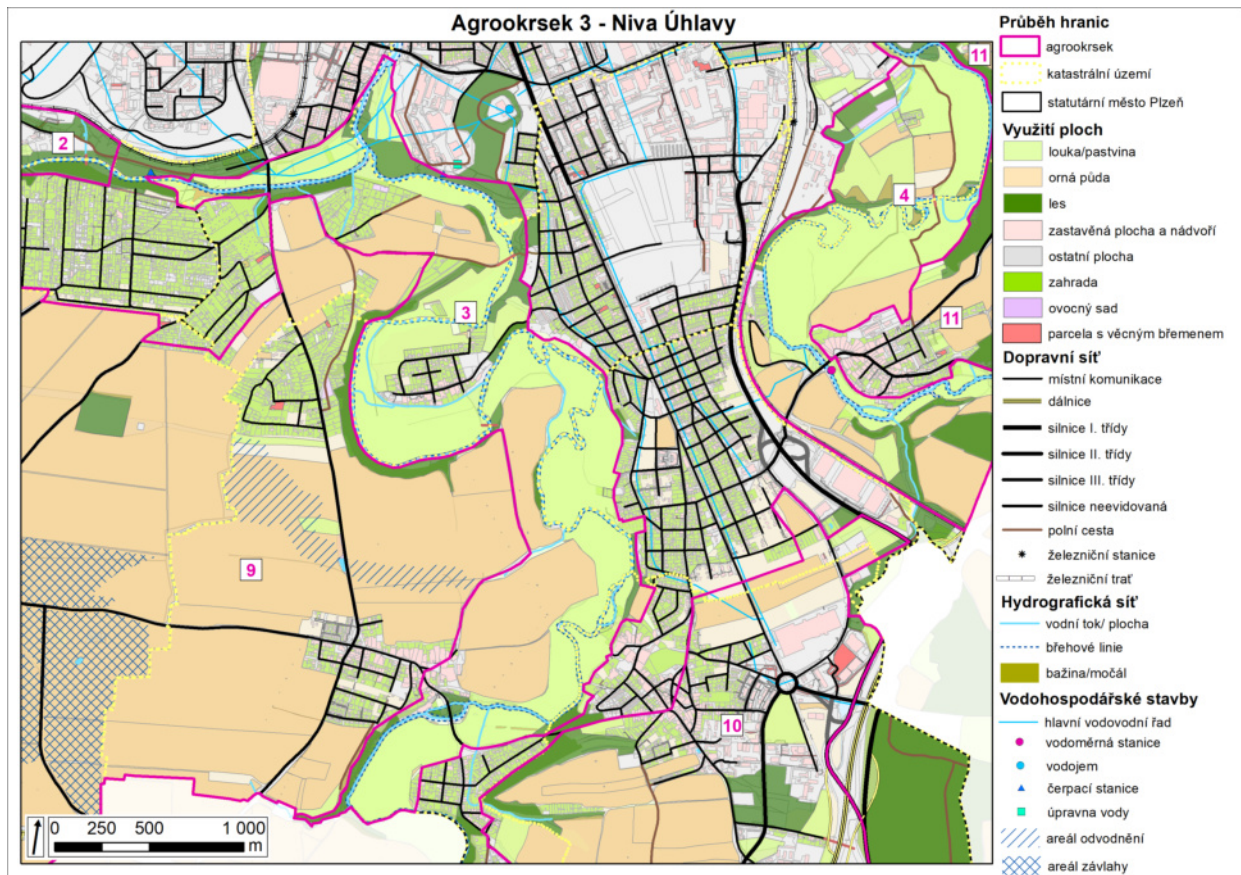 Agrookrsek 3 - Niva Úhlavy
2
11
4
3
11
9
10
0 250 500 1 000
m
Průběh hranic
agrookrsek
katastrální území
statutární město Plzeň
Využití ploch
louka/pastvina
orná půda
les
zastavěná plocha a nádvoří
ostatní plocha
zahrada
ovocný sad
parcela s věcným břemenem
Dopravní síť
místní komunikace
dálnice
silnice I. třídy
silnice II. třídy
silnice III. třídy
silnice neevidovaná
polní cesta
železniční stanice
železniční trať
Hydrografická síť
vodní tok/ plocha
břehové linie
bažina/močál
Vodohospodářské stavby
hlavní vodovodní řad
vodoměrná stanice
vodojem
čerpací stanice
úpravna vody
areál odvodnění
areál závlahy